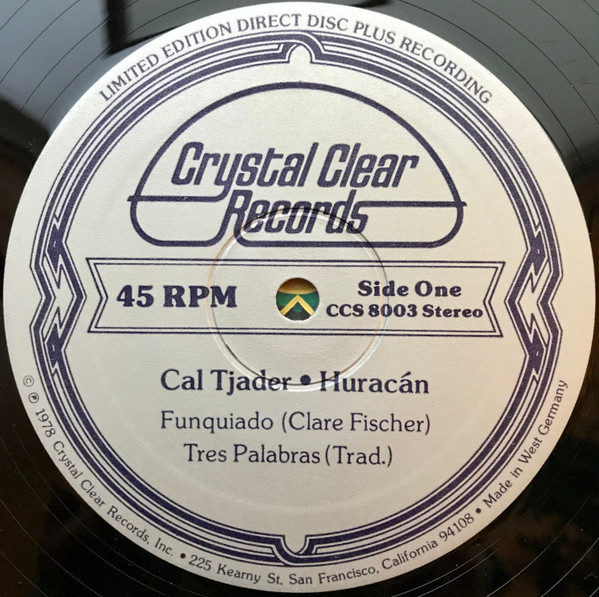 LIMITED EDITION DIRECT DISC PLUS RECORDING
Crystal Clear
Records
45 RPM
Side One
CCS 8003 Stereo
Cal Tjader • Huracán
Funquiado (Clare Fischer)
Tres Palabras (Trad.)
© ℗ 1978 Crystal Clear Records, Inc. • 225 Kearny St, San Francisco, California 94108 • Made in West Germany